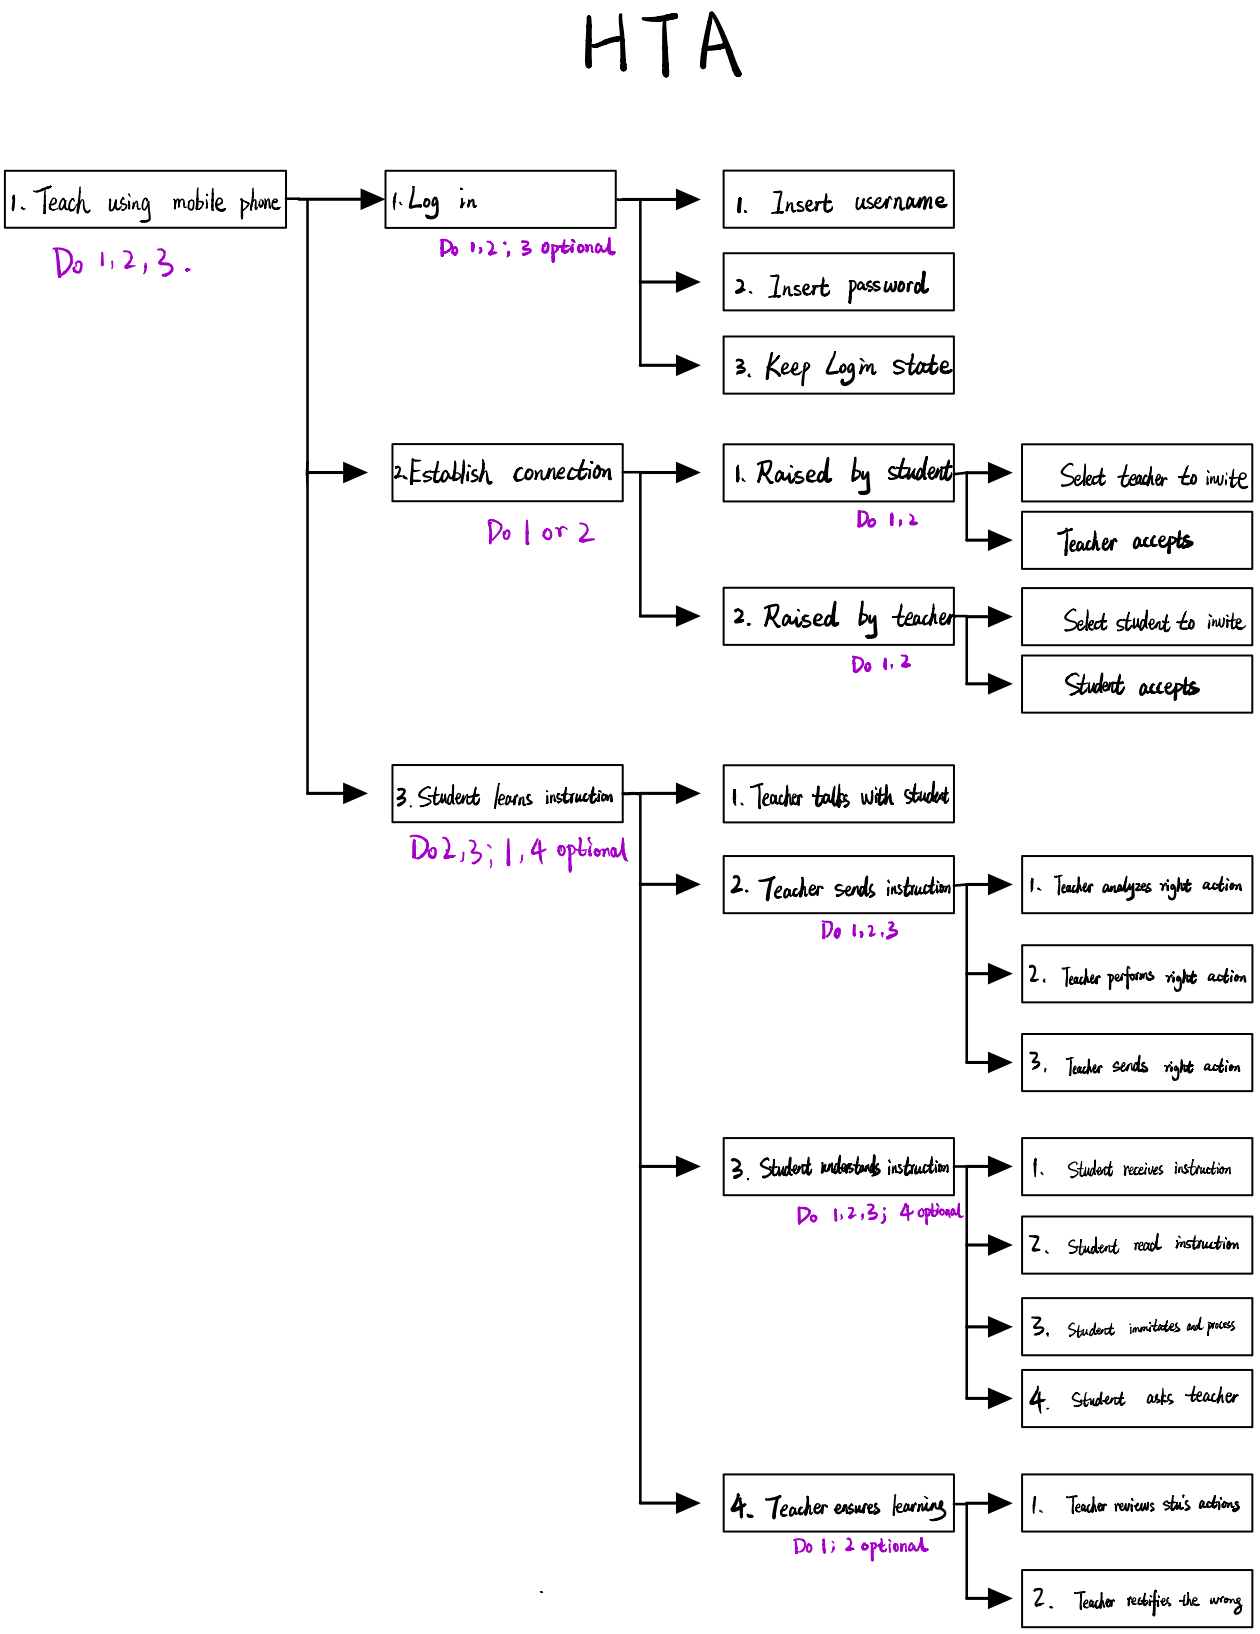 HTA
1. Teach using mobile phone
Do 1, 2, 3.
1. Log in
Do 1,2; 3 optional
1. Insert username
2. Insert password
3. Keep Login state
2. Establish connection
Do 1 or 2
1. Raised by student
Do 1,2
Select teacher to invite
Teacher accepts
2. Raised by teacher
Do 1,2
Select student to invite
Student accepts
3. Student learns instruction
Do 2,3; 1,4 optional
1. Teacher talks with student
2. Teacher sends instruction
Do 1,2,3
1. Teacher analyzes right action
2. Teacher performs right action
3. Teacher sends right action
3. Student understands instruction
Do 1,2,3; 4 optional
1. Student receives instruction
2. Student read instruction
3. Student immitates and process
4. Student asks teacher
4. Teacher ensures learning
Do 1; 2 optional
1. Teacher reviews stu's actions
2. Teacher rectifies the wrong